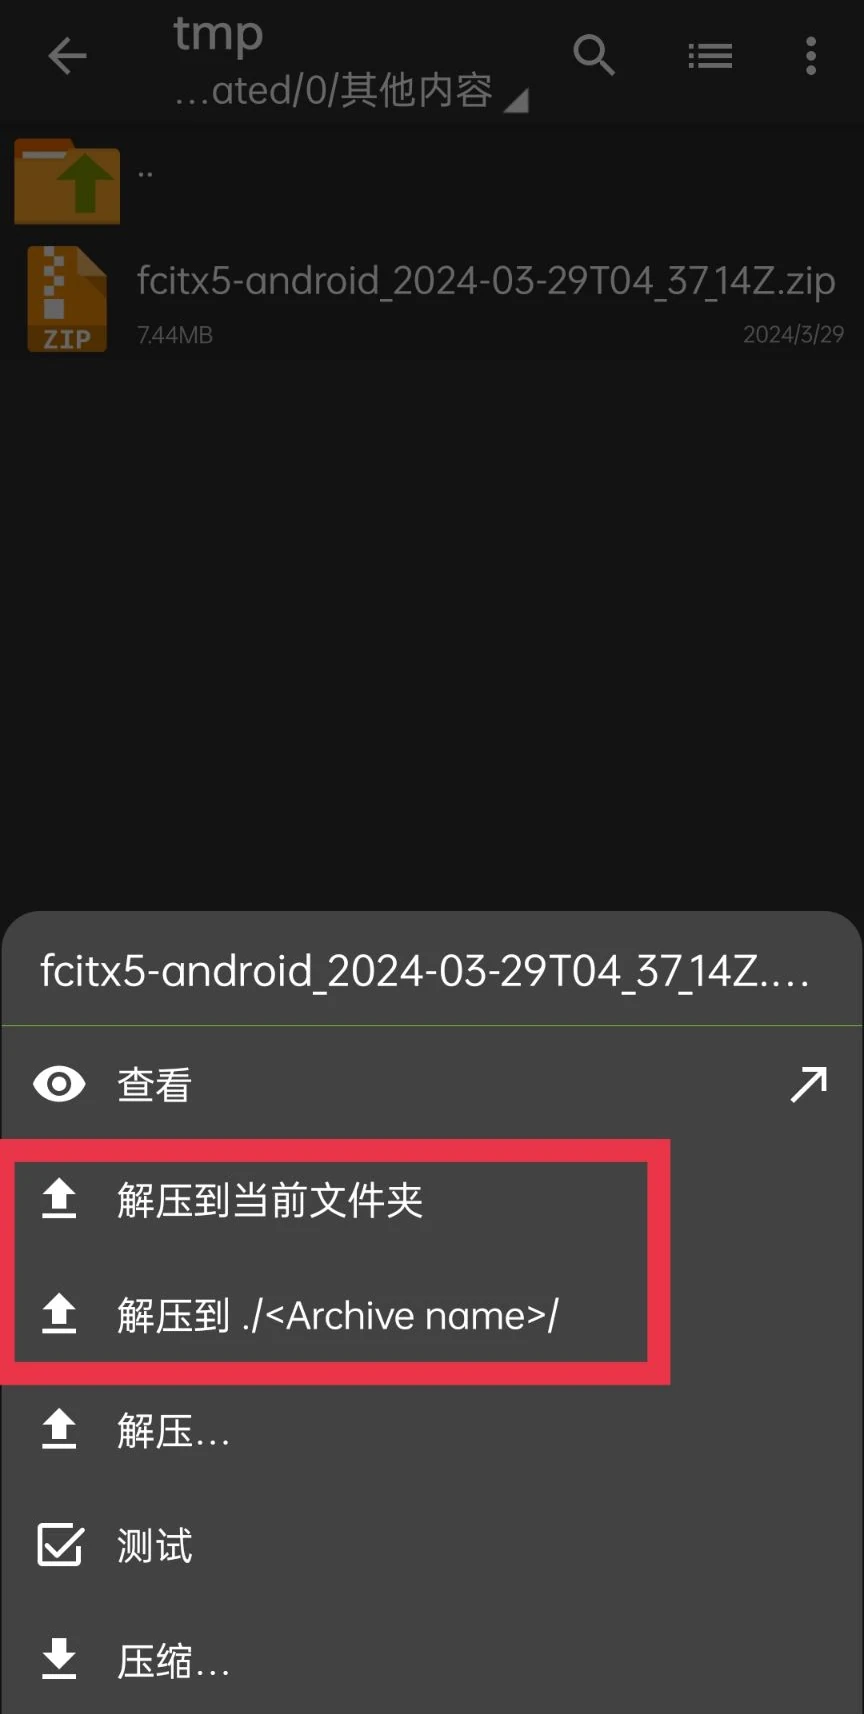 tmp
...ated/0/其他内容
..
fcitx5-android_2024-03-29T04_37_14Z.zip
ZIP
7.44MB
2024/3/29
fcitx5-android_2024-03-29T04_37_14Z....
查看
解压到当前文件夹
解压到 ./<Archive name>/
解压...
测试
压缩...